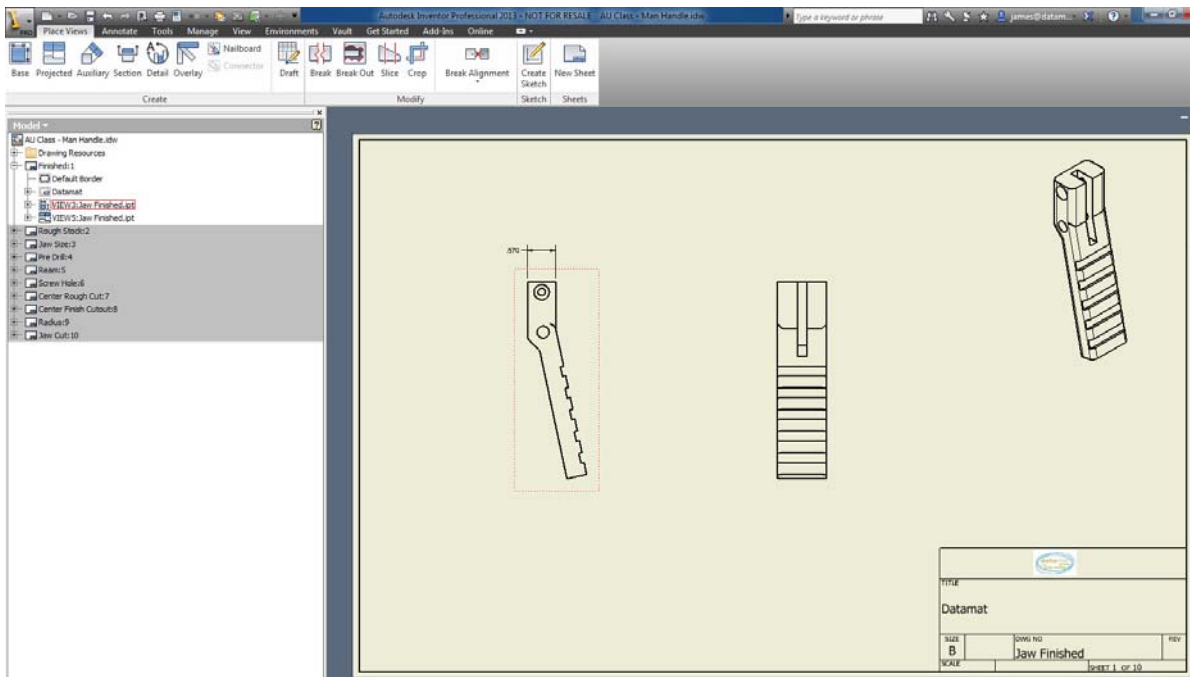 Autodesk Inventor Professional 2013 - NOT FOR RESALE AU Class - Man Handle.idw
Type a keyword or phrase
james@datam...
PRO
Place Views Annotate Tools Manage View Environments Vault Get Started Add-Ins Online
Base Projected Auxiliary Section Detail Overlay
Nailboard
Connector
Draft Break Break Out Slice Crop Break Alignment
Create Sketch
New Sheet
Create Modify Sketch Sheets
Model
AU Class - Man Handle.idw
Drawing Resources
Finished:1
Default Border
Datamat
VIEW3:Jaw Finished.ipt
VIEW5:Jaw Finished.ipt
Rough Stock:2
Jaw Size:3
Pre Drill:4
Ream:5
Screw Hole:6
Center Rough Cut:7
Center Finish Cutout:8
Radius:9
Jaw Cut:10
.570
TITLE
Datamat
SIZE
B
DWG NO
Jaw Finished
REV
SCALE
SHEET 1 OF 10